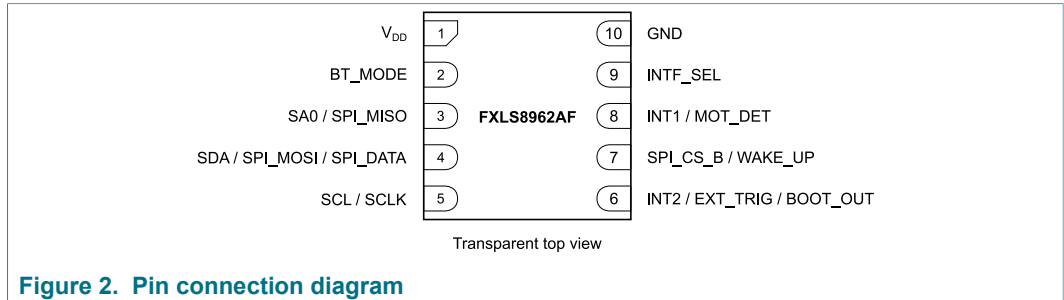 V_DD 1 10 GND
BT_MODE 2 9 INTF_SEL
SA0 / SPI_MISO 3 FXLS8962AF 8 INT1 / MOT_DET
SDA / SPI_MOSI / SPI_DATA 4 7 SPI_CS_B / WAKE_UP
SCL / SCLK 5 6 INT2 / EXT_TRIG / BOOT_OUT
Transparent top view
Figure 2. Pin connection diagram